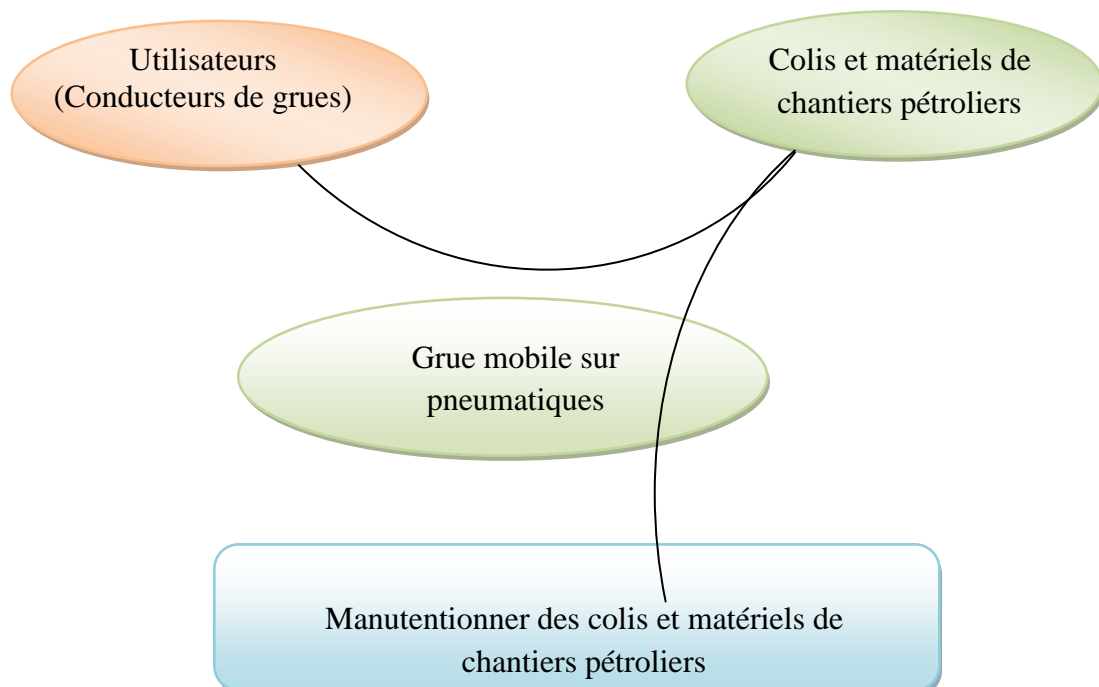 Utilisateurs
(Conducteurs de grues)
Colis et matériels de
chantiers pétroliers
Grue mobile sur
pneumatiques
Manutentionner des colis et matériels de
chantiers pétroliers